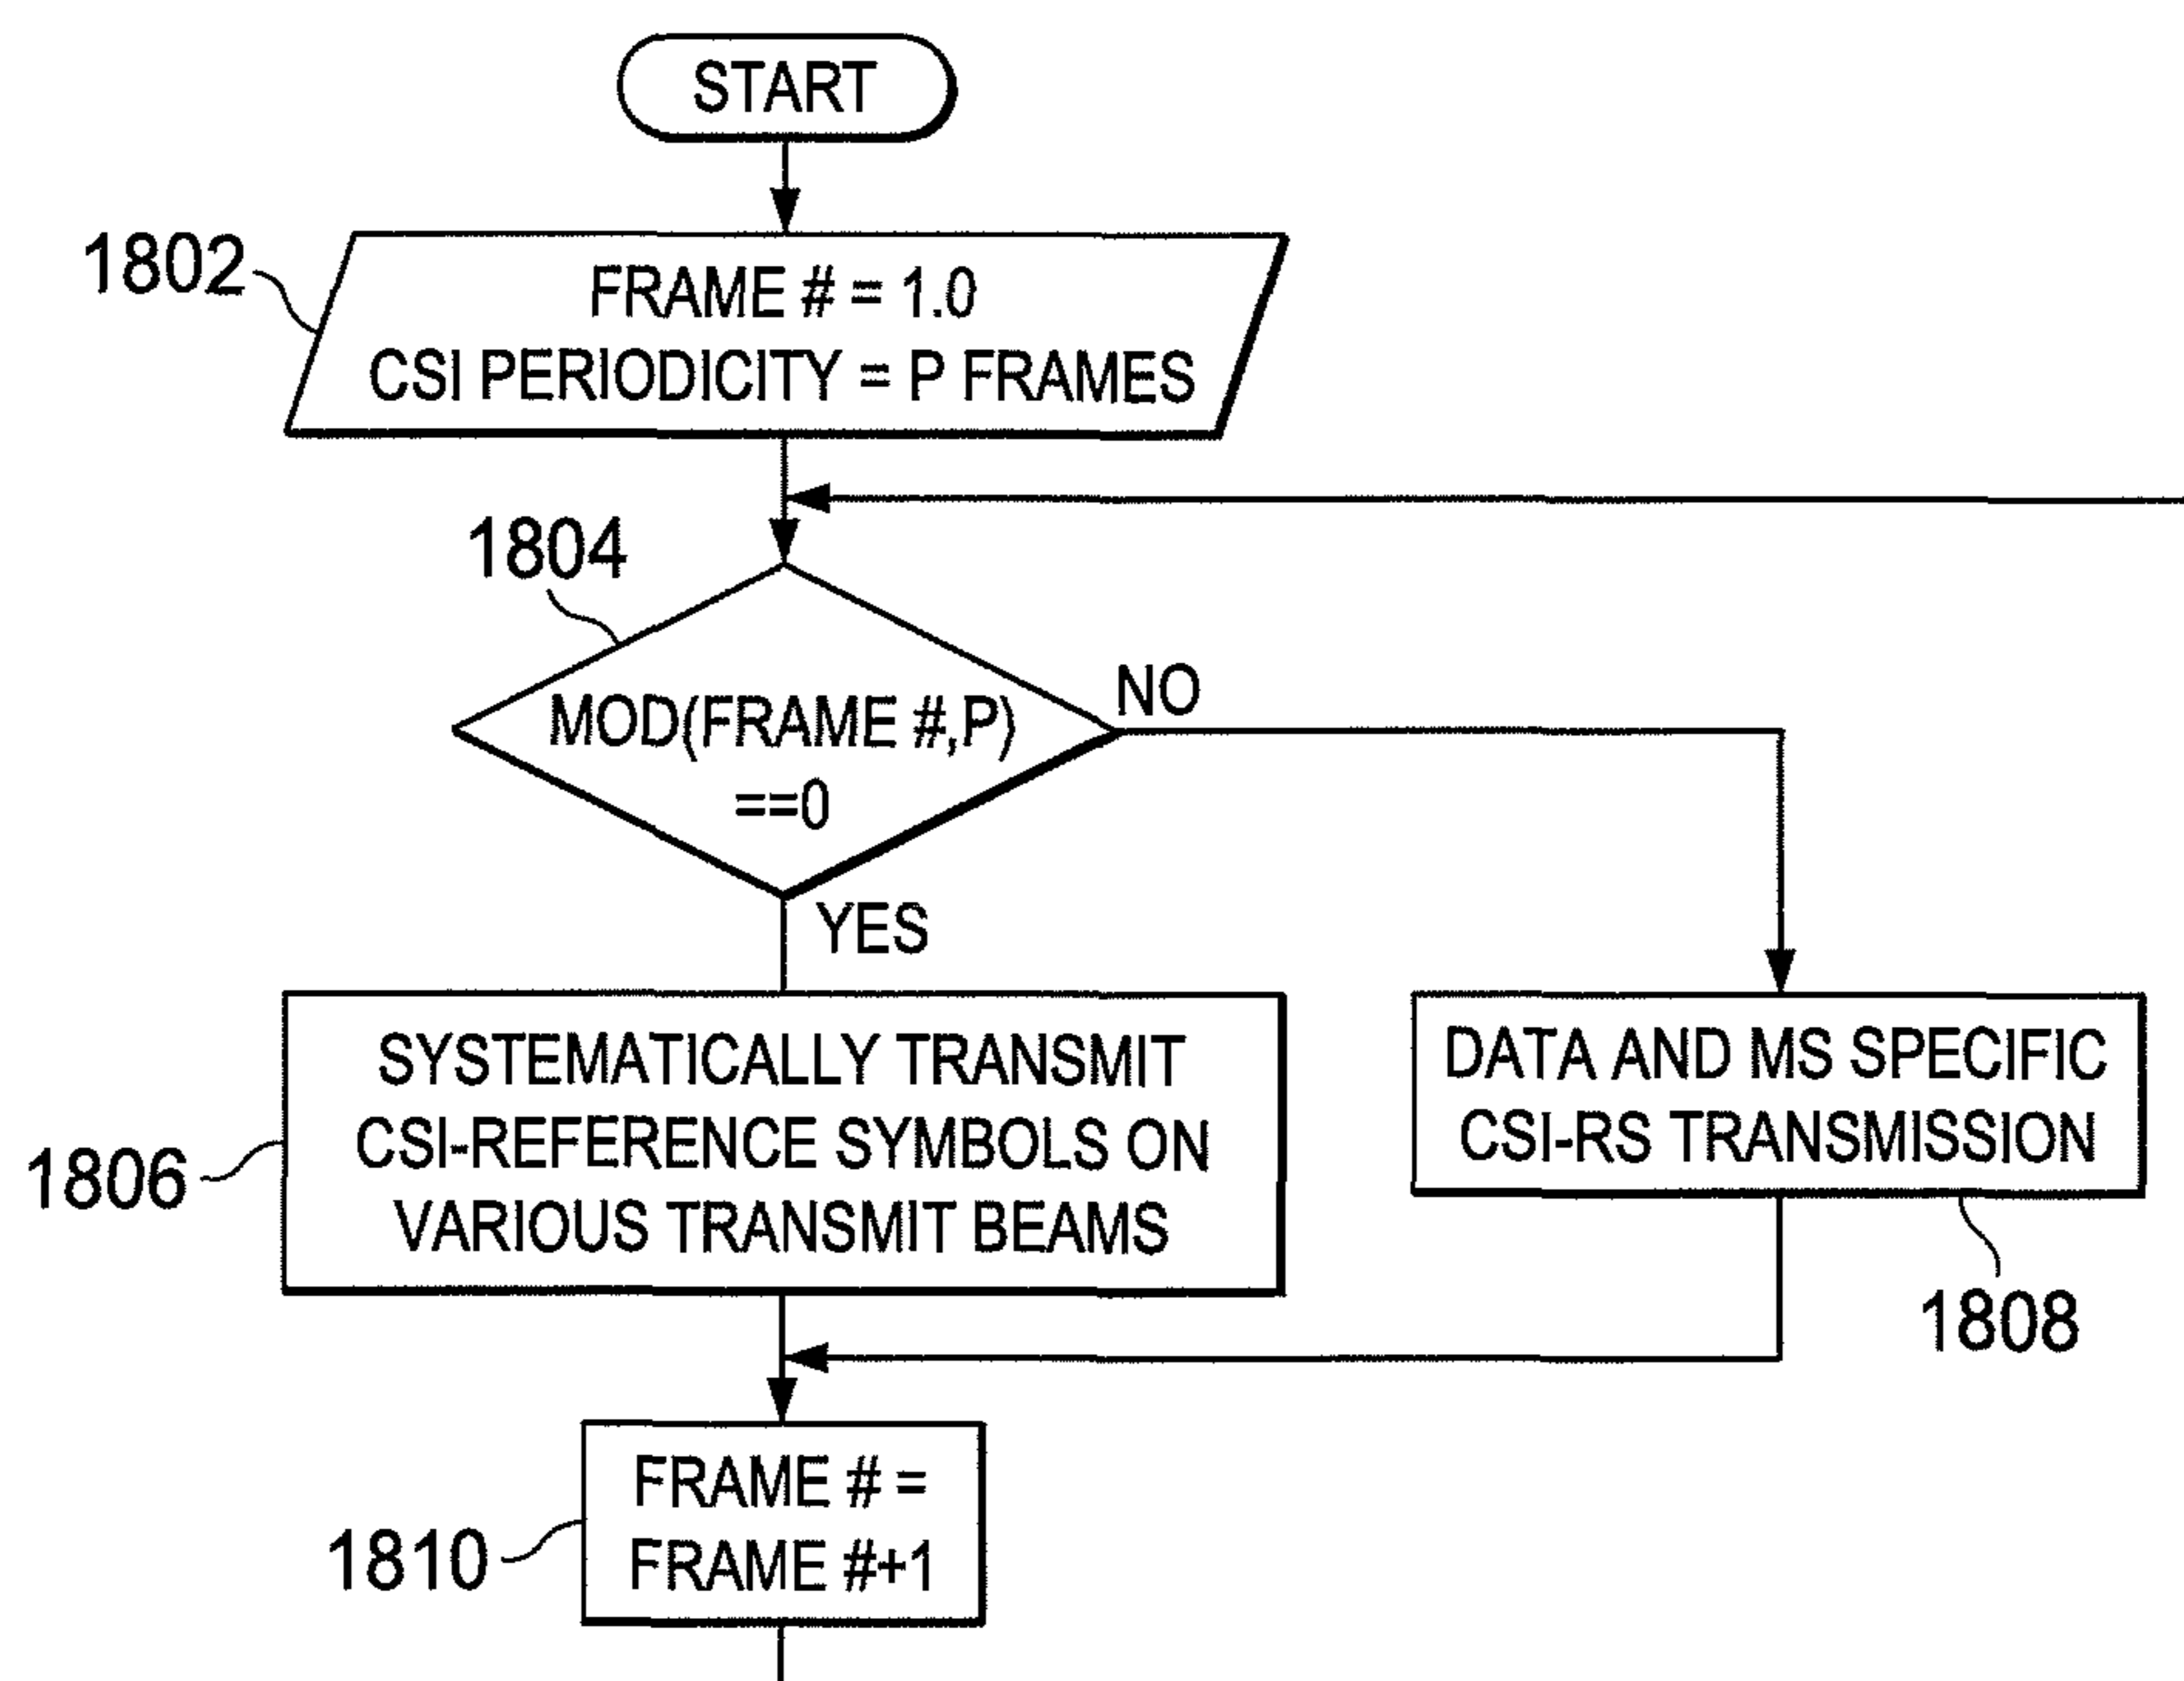 START
1802
FRAME # = 1.0
CSI PERIODICITY = P FRAMES
1804
MOD(FRAME #,P)
==0
NO
YES
1806
SYSTEMATICALLY TRANSMIT
CSI-REFERENCE SYMBOLS ON
VARIOUS TRANSMIT BEAMS
DATA AND MS SPECIFIC
CSI-RS TRANSMISSION
1808
1810
FRAME # =
FRAME #+1